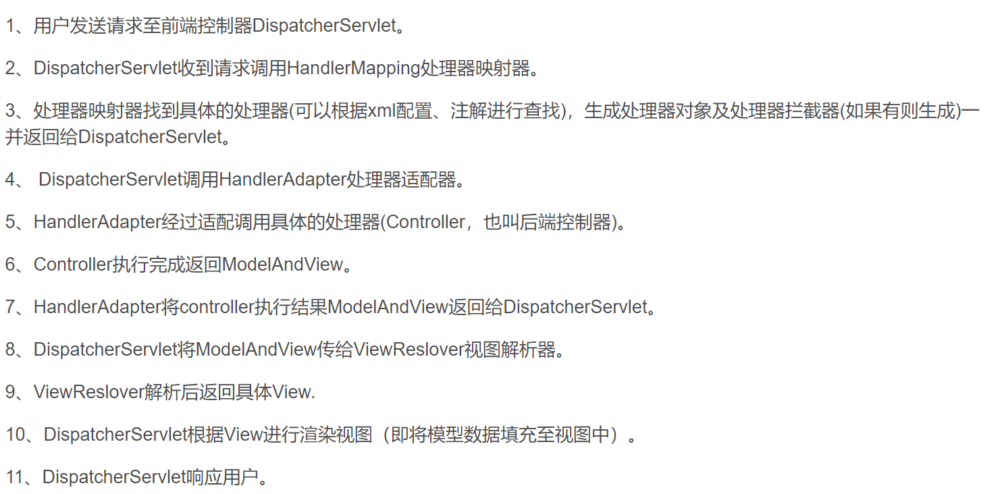 1、用户发送请求至前端控制器DispatcherServlet。
2、DispatcherServlet收到请求调用HandlerMapping处理器映射器。
3、处理器映射器找到具体的处理器(可以根据xml配置、注解进行查找)，生成处理器对象及处理器拦截器(如果有则生成)一
并返回给DispatcherServlet。
4、 DispatcherServlet调用HandlerAdapter处理器适配器。
5、HandlerAdapter经过适配调用具体的处理器(Controller，也叫后端控制器)。
6、Controller执行完成返回ModelAndView。
7、HandlerAdapter将controller执行结果ModelAndView返回给DispatcherServlet。
8、DispatcherServlet将ModelAndView传给ViewReslover视图解析器。
9、ViewReslover解析后返回具体View.
10、DispatcherServlet根据View进行渲染视图（即将模型数据填充至视图中）。
11、DispatcherServlet响应用户。